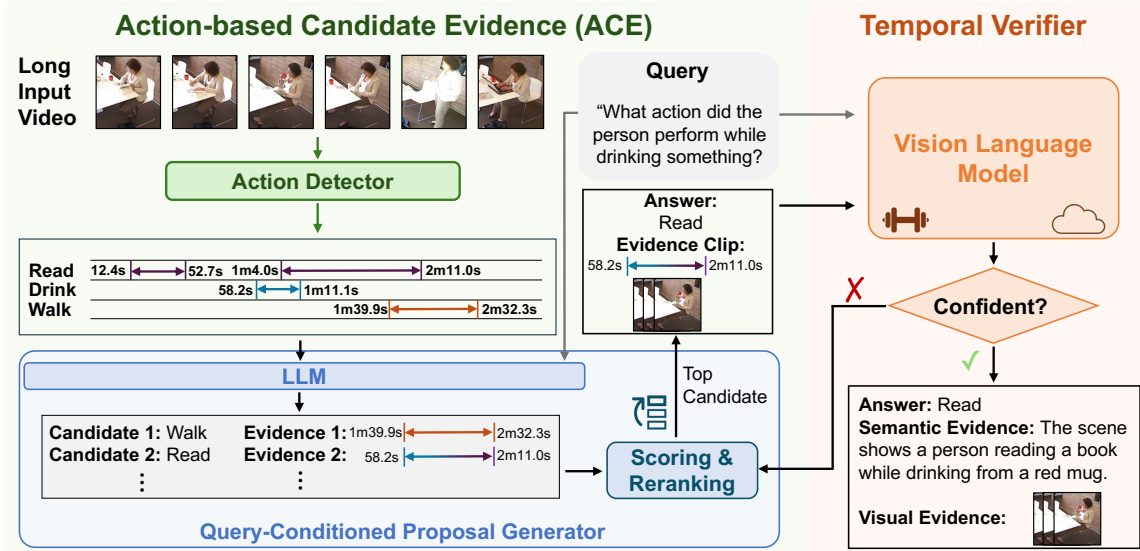 Action-based Candidate Evidence (ACE)
Temporal Verifier
Long
Input
Video
Query
“What action did the
person perform while
drinking something?
Action Detector
Vision Language
Model
Answer:
Read
Evidence Clip:
58.2s 2m11.0s
Read 12.4s 52.7s 1m4.0s 2m11.0s
Drink 58.2s 1m11.1s
Walk 1m39.9s 2m32.3s
Confident?
LLM
Top
Candidate
Candidate 1: Walk Evidence 1: 1m39.9s 2m32.3s
Candidate 2: Read Evidence 2: 58.2s 2m11.0s
Scoring &
Reranking
Query-Conditioned Proposal Generator
Answer: Read
Semantic Evidence: The scene
shows a person reading a book
while drinking from a red mug.
Visual Evidence: